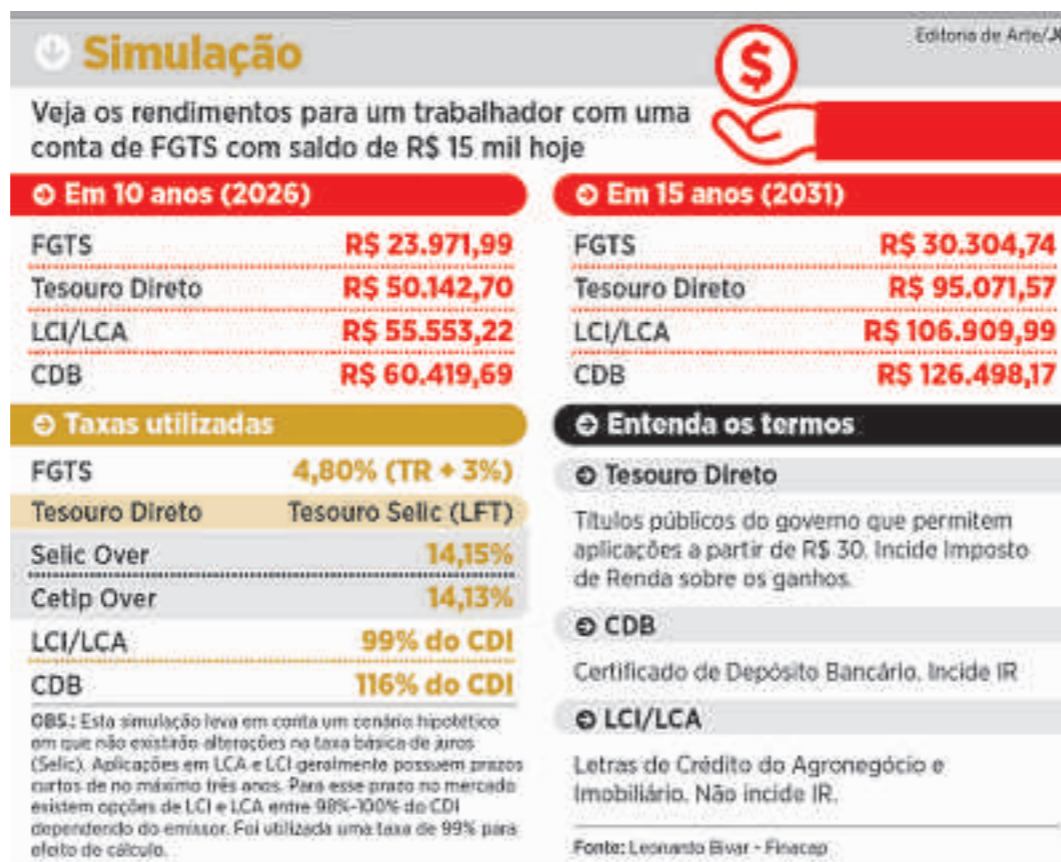 Editoria de Arte/JC
Simulação
$
Veja os rendimentos para um trabalhador com uma
conta de FGTS com saldo de R$ 15 mil hoje
Em 10 anos (2026)
FGTS R$ 23.971,99
Tesouro Direto R$ 50.142,70
LCI/LCA R$ 55.553,22
CDB R$ 60.419,69
Em 15 anos (2031)
FGTS R$ 30.304,74
Tesouro Direto R$ 95.071,57
LCI/LCA R$ 106.909,99
CDB R$ 126.498,17
Taxas utilizadas
FGTS 4,80% (TR + 3%)
Tesouro Direto Tesouro Selic (LFT)
Selic Over 14,15%
Cetip Over 14,13%
LCI/LCA 99% do CDI
CDB 116% do CDI
OBS.: Esta simulação leva em conta um cenário hipotético
em que não existirão alterações na taxa básica de juros
(Selic). Aplicações em LCA e LCI geralmente possuem prazos
curtos de no máximo três anos. Para esse prazo no mercado
existem opções de LCI e LCA entre 98%-100% do CDI
dependendo do emissor. Foi utilizada uma taxa de 99% para
efeito de cálculo.
Entenda os termos
Tesouro Direto
Títulos públicos do governo que permitem
aplicações a partir de R$ 30. Incide Imposto
de Renda sobre os ganhos.
CDB
Certificado de Depósito Bancário. Incide IR
LCI/LCA
Letras de Crédito do Agronegócio e
Imobiliário. Não incide IR.
Fonte: Leonardo Bivar - Finacap